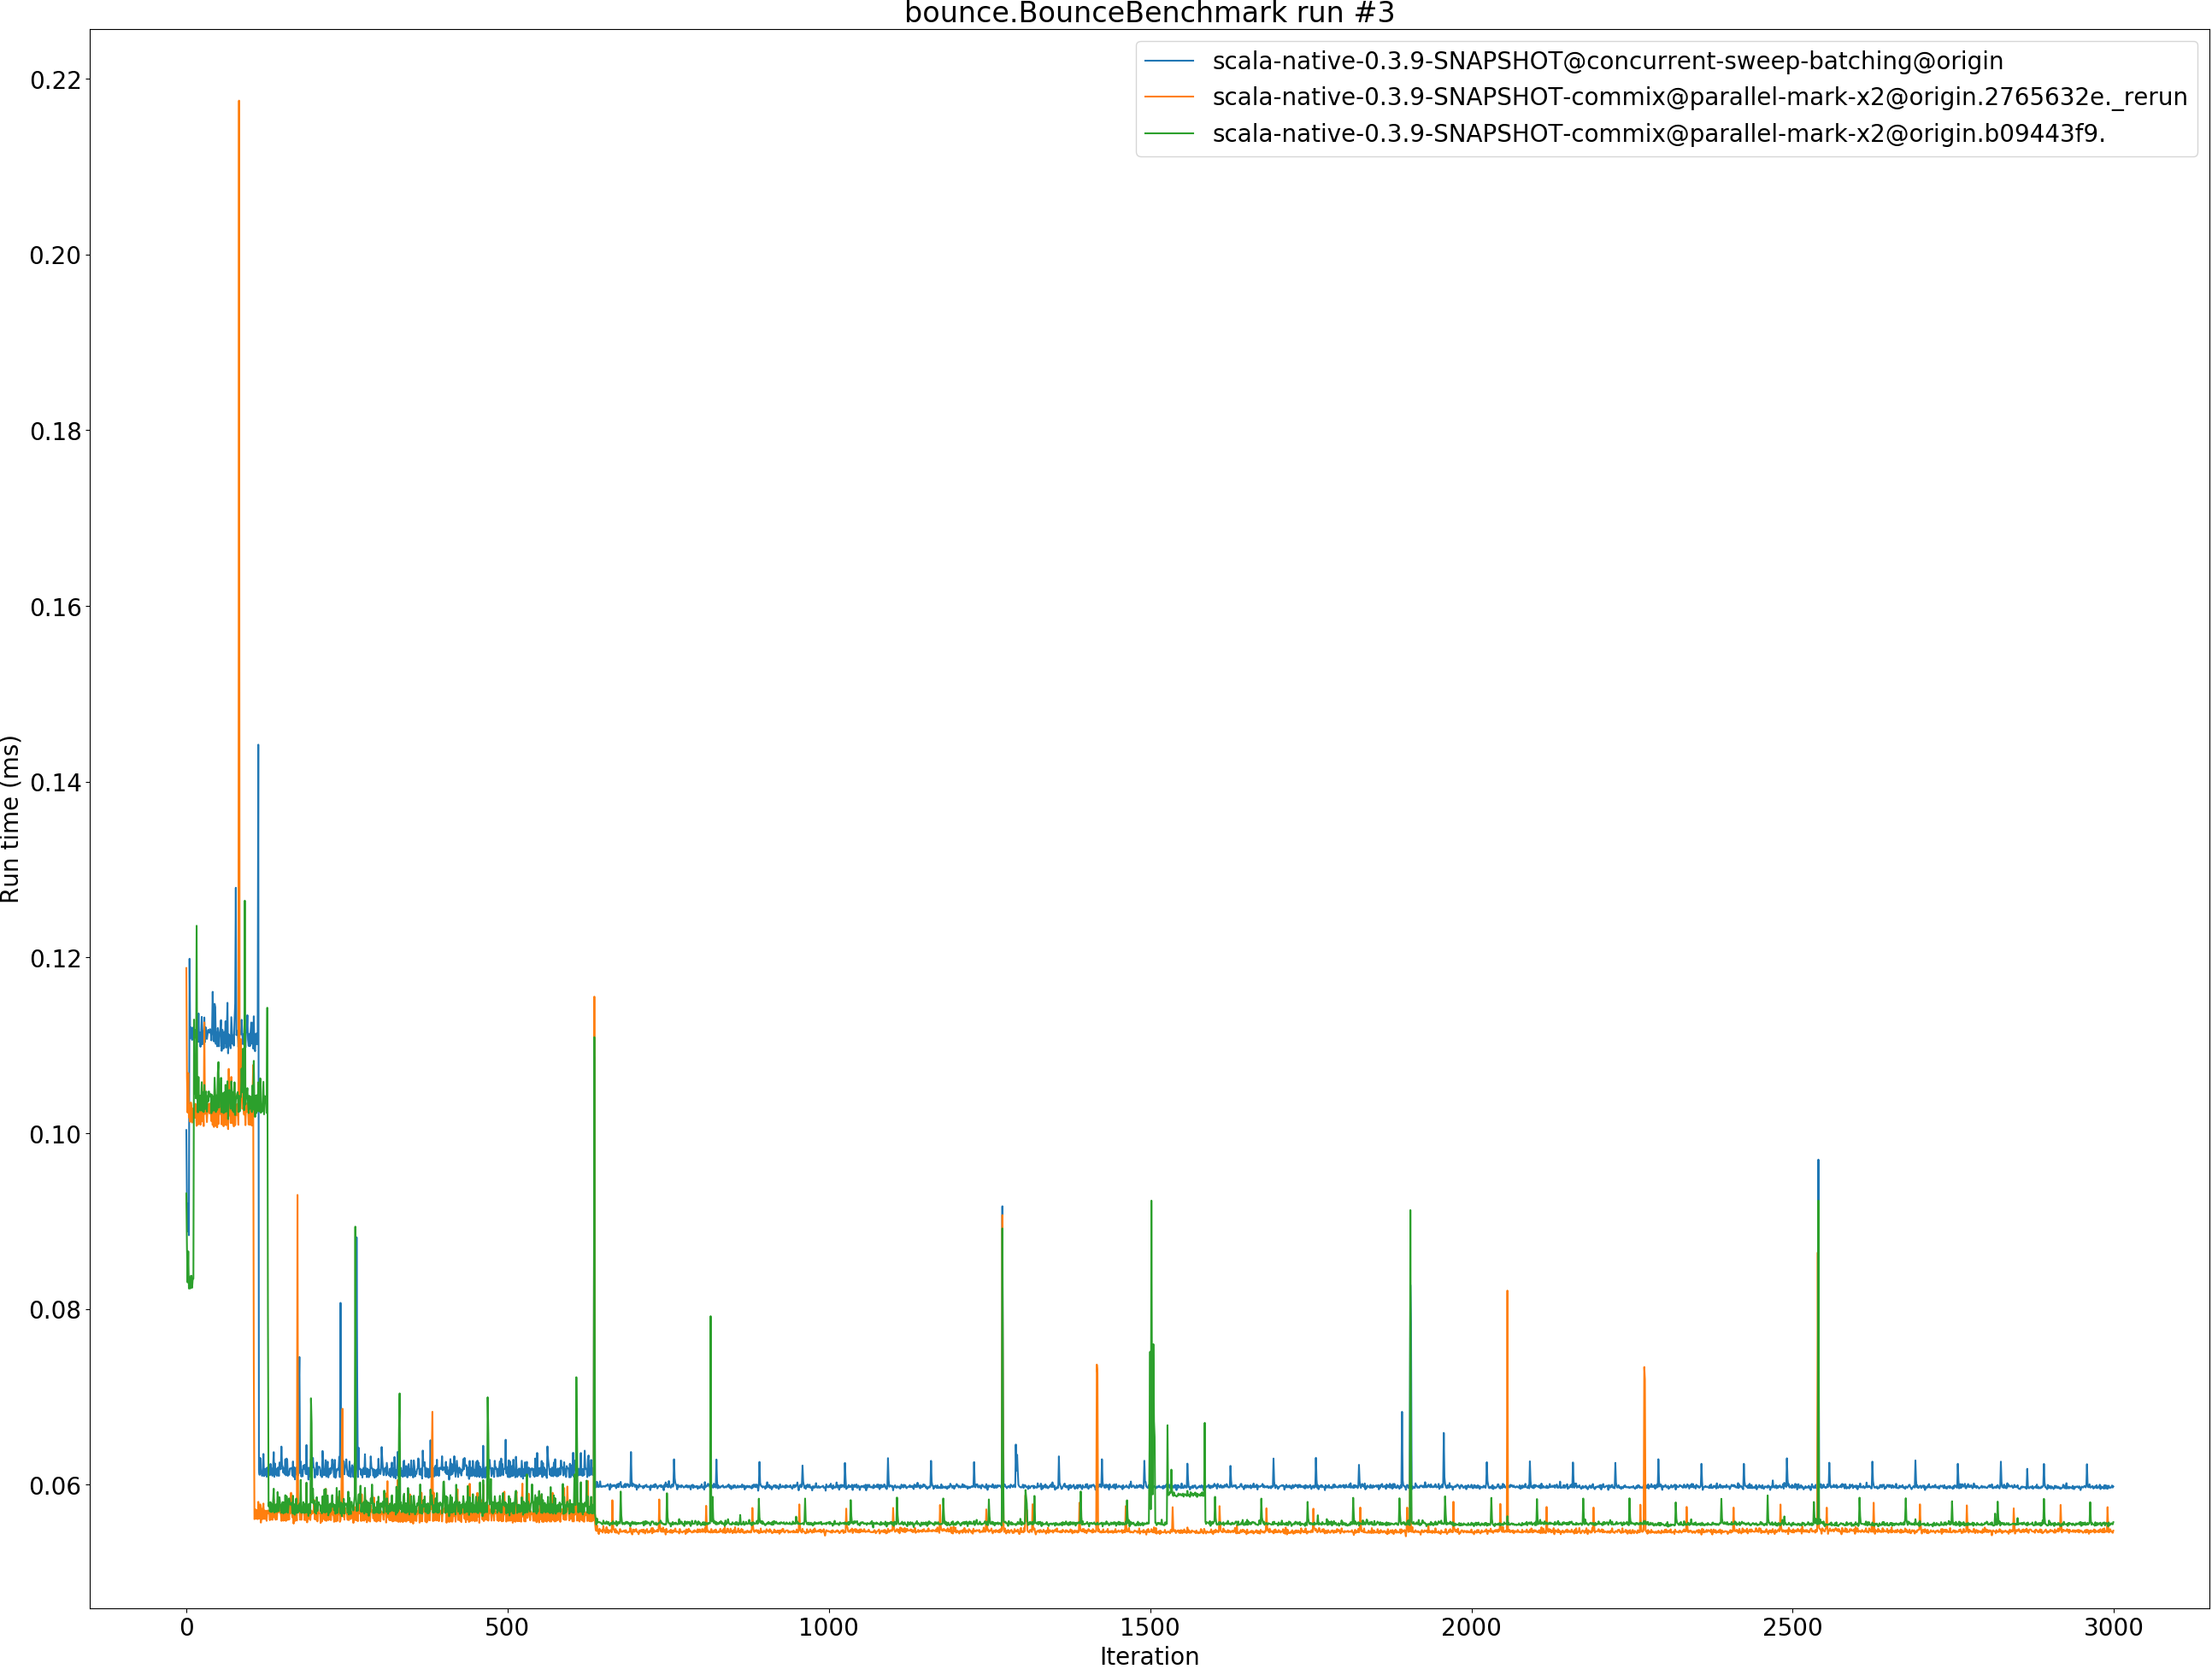 bounce.BounceBenchmark run #3
scala-native-0.3.9-SNAPSHOT@concurrent-sweep-batching@origin
scala-native-0.3.9-SNAPSHOT-commix@parallel-mark-x2@origin.2765632e._rerun
scala-native-0.3.9-SNAPSHOT-commix@parallel-mark-x2@origin.b09443f9.
Run time (ms)
0.22
0.20
0.18
0.16
0.14
0.12
0.10
0.08
0.06
0 500 1000 1500 2000 2500 3000
Iteration